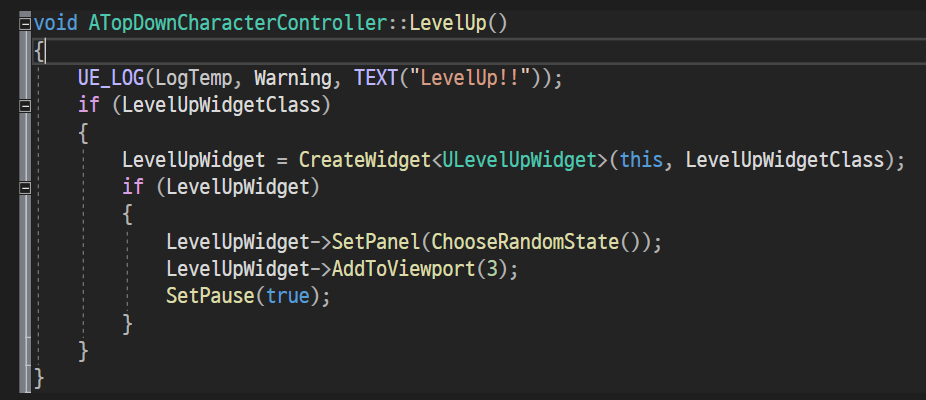 void ATopDownCharacterController::LevelUp()
{
UE_LOG(LogTemp, Warning, TEXT("LevelUp!!"));
if (LevelUpWidgetClass)
{
LevelUpWidget = CreateWidget<ULevelUpWidget>(this, LevelUpWidgetClass);
if (LevelUpWidget)
{
LevelUpWidget->SetPanel(ChooseRandomState());
LevelUpWidget->AddToViewport(3);
SetPause(true);
}
}
}